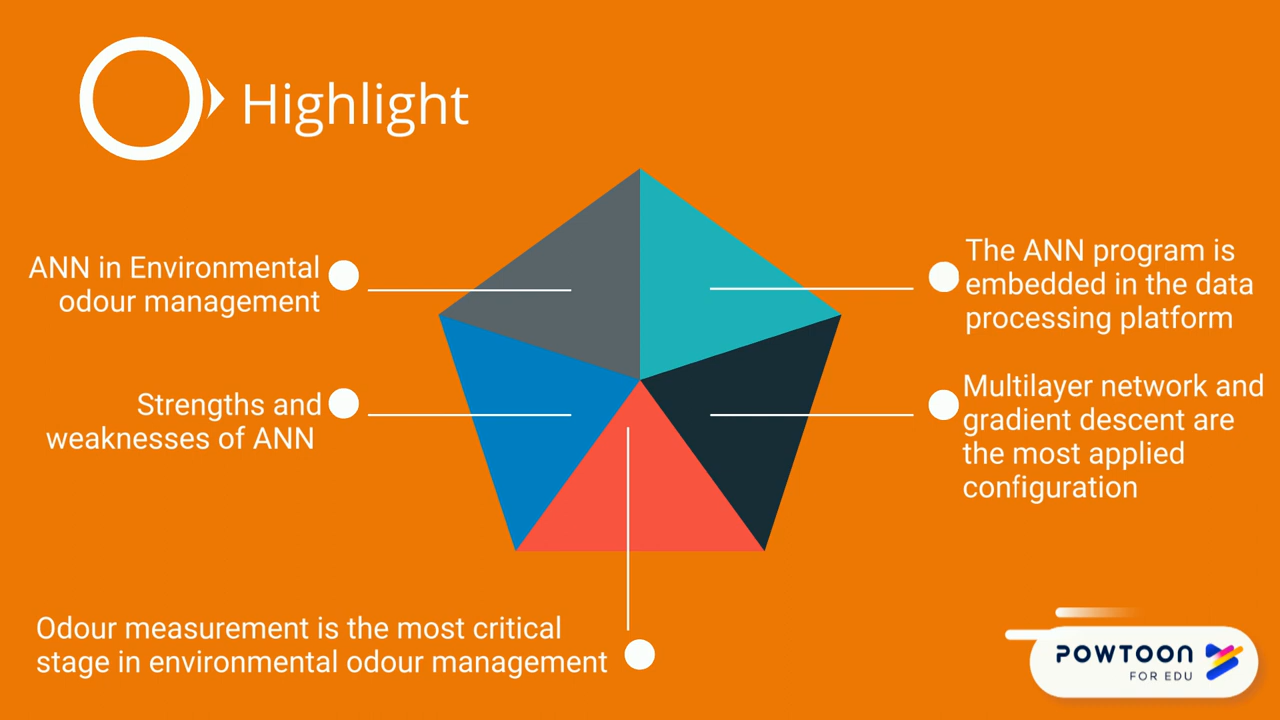 Highlight
ANN in Environmental
odour management
The ANN program is
embedded in the data
processing platform
Strengths and
weaknesses of ANN
Multilayer network and
gradient descent are
the most applied
configuration
Odour measurement is the most critical
stage in environmental odour management
POWTOON
FOR EDU